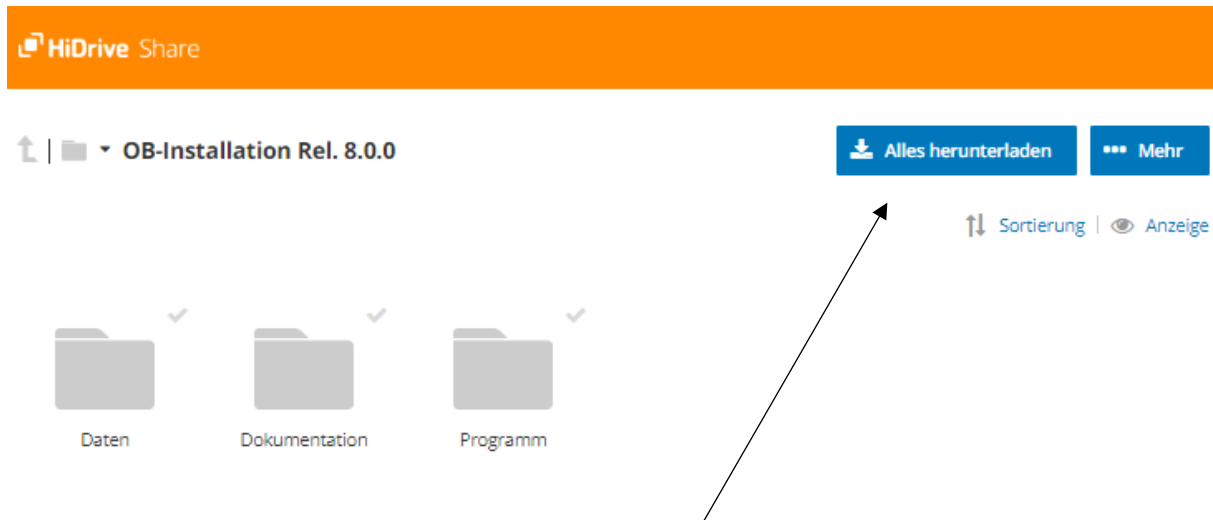 HiDrive Share
OB-Installation Rel. 8.0.0
Alles herunterladen
Mehr
Sortierung | Anzeige
Daten
Dokumentation
Programm